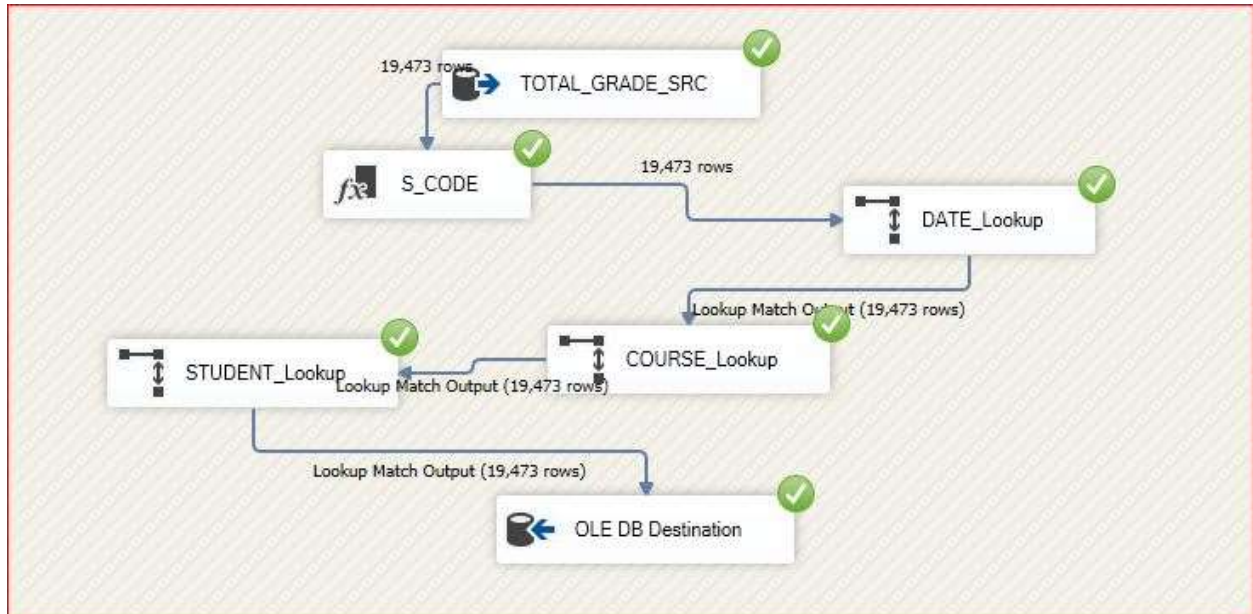 TOTAL_GRADE_SRC
19,473 rows
S_CODE
19,473 rows
DATE_Lookup
Lookup Match Output (19,473 rows)
COURSE_Lookup
Lookup Match Output (19,473 rows)
STUDENT_Lookup
Lookup Match Output (19,473 rows)
OLE DB Destination